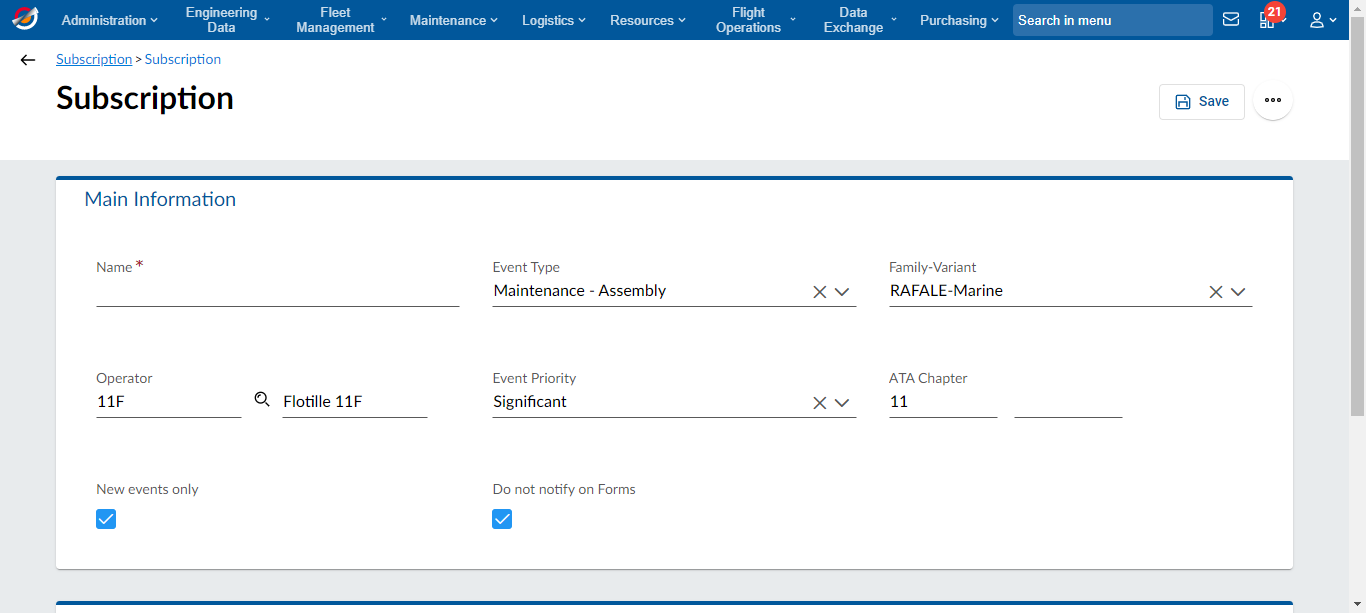 Administration
Engineering
Data
Fleet
Management
Maintenance
Logistics
Resources
Flight
Operations
Data
Exchange
Purchasing
Search in menu
21
Subscription > Subscription
Subscription
Save
Main Information
Name *
Event Type
Family-Variant
Maintenance - Assembly
RAFALE-Marine
Operator
Event Priority
ATA Chapter
11F
Flotille 11F
Significant
11
New events only
Do not notify on Forms